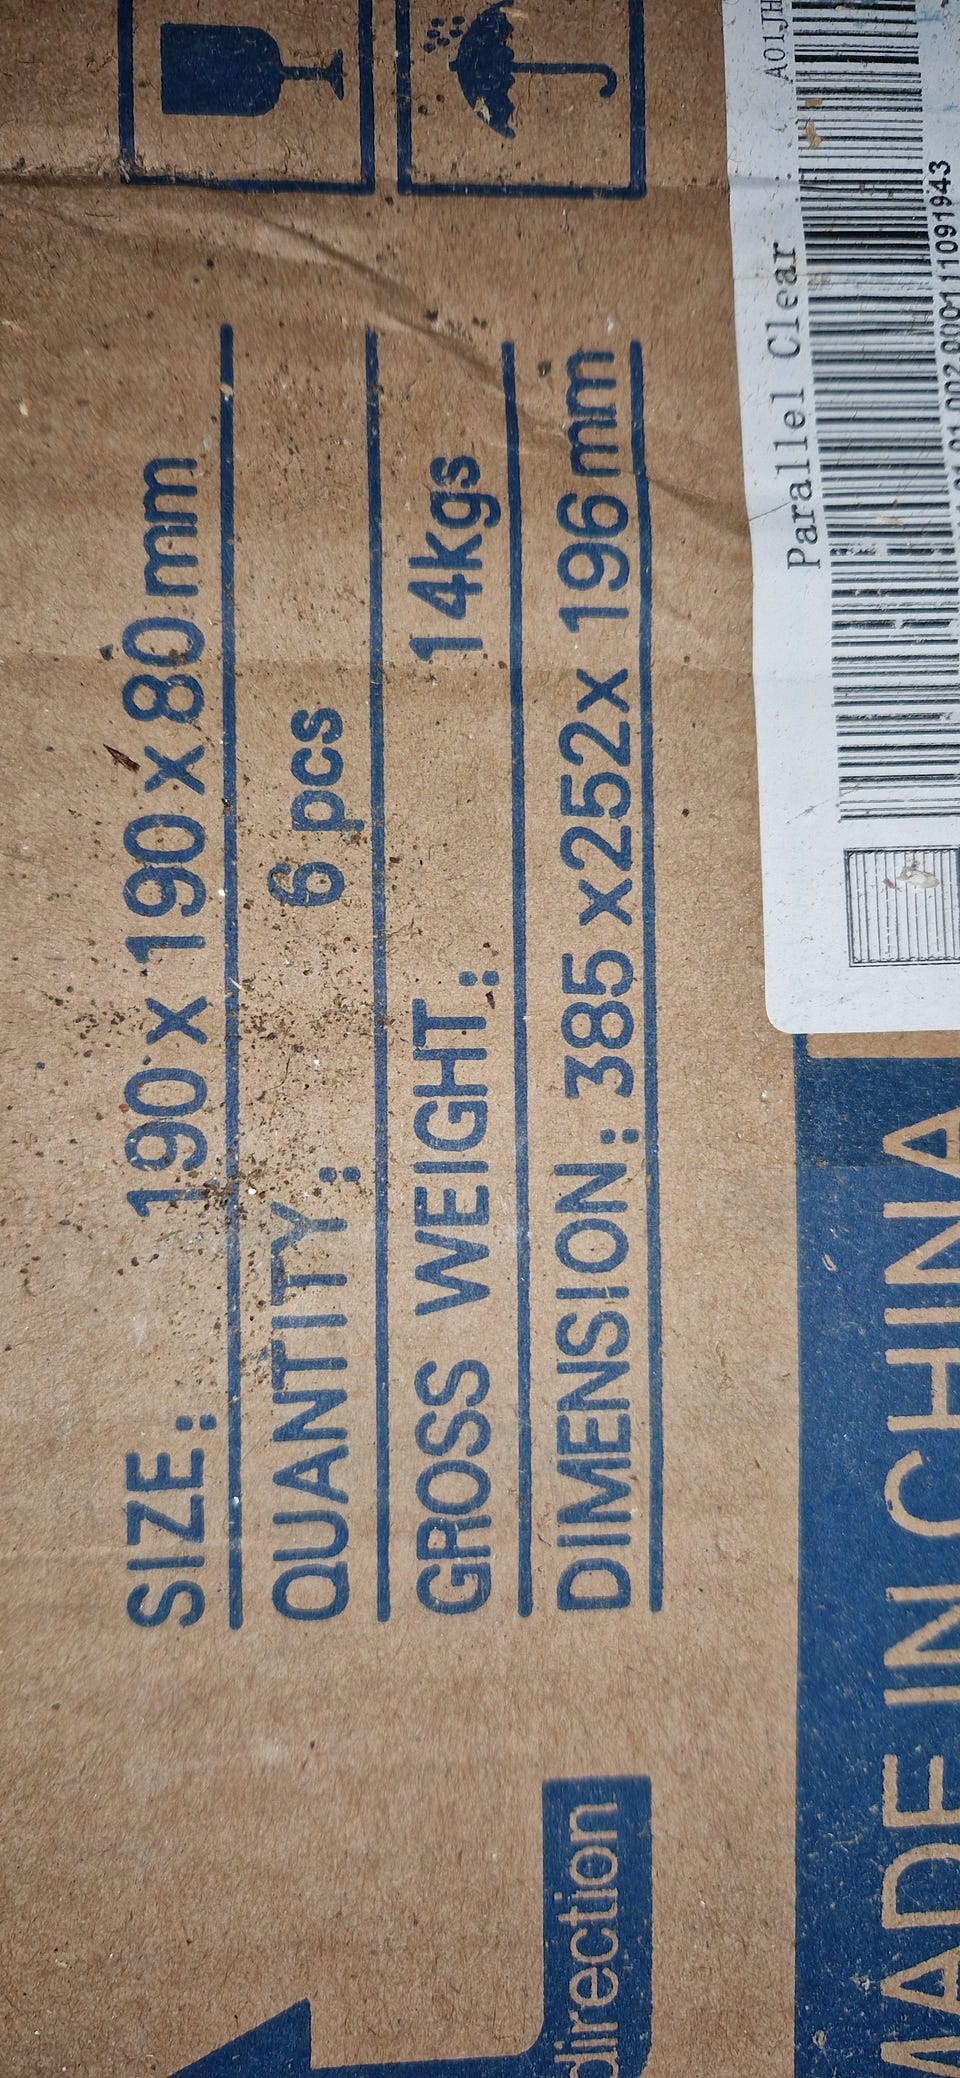 SIZE: 190 x 190 x 80 mm
QUANTITY: 6 pcs
GROSS WEIGHT: 14kgs
DIMENSION: 385 x252x 196 mm
Parallel Clear
direction
MADE IN CHINA